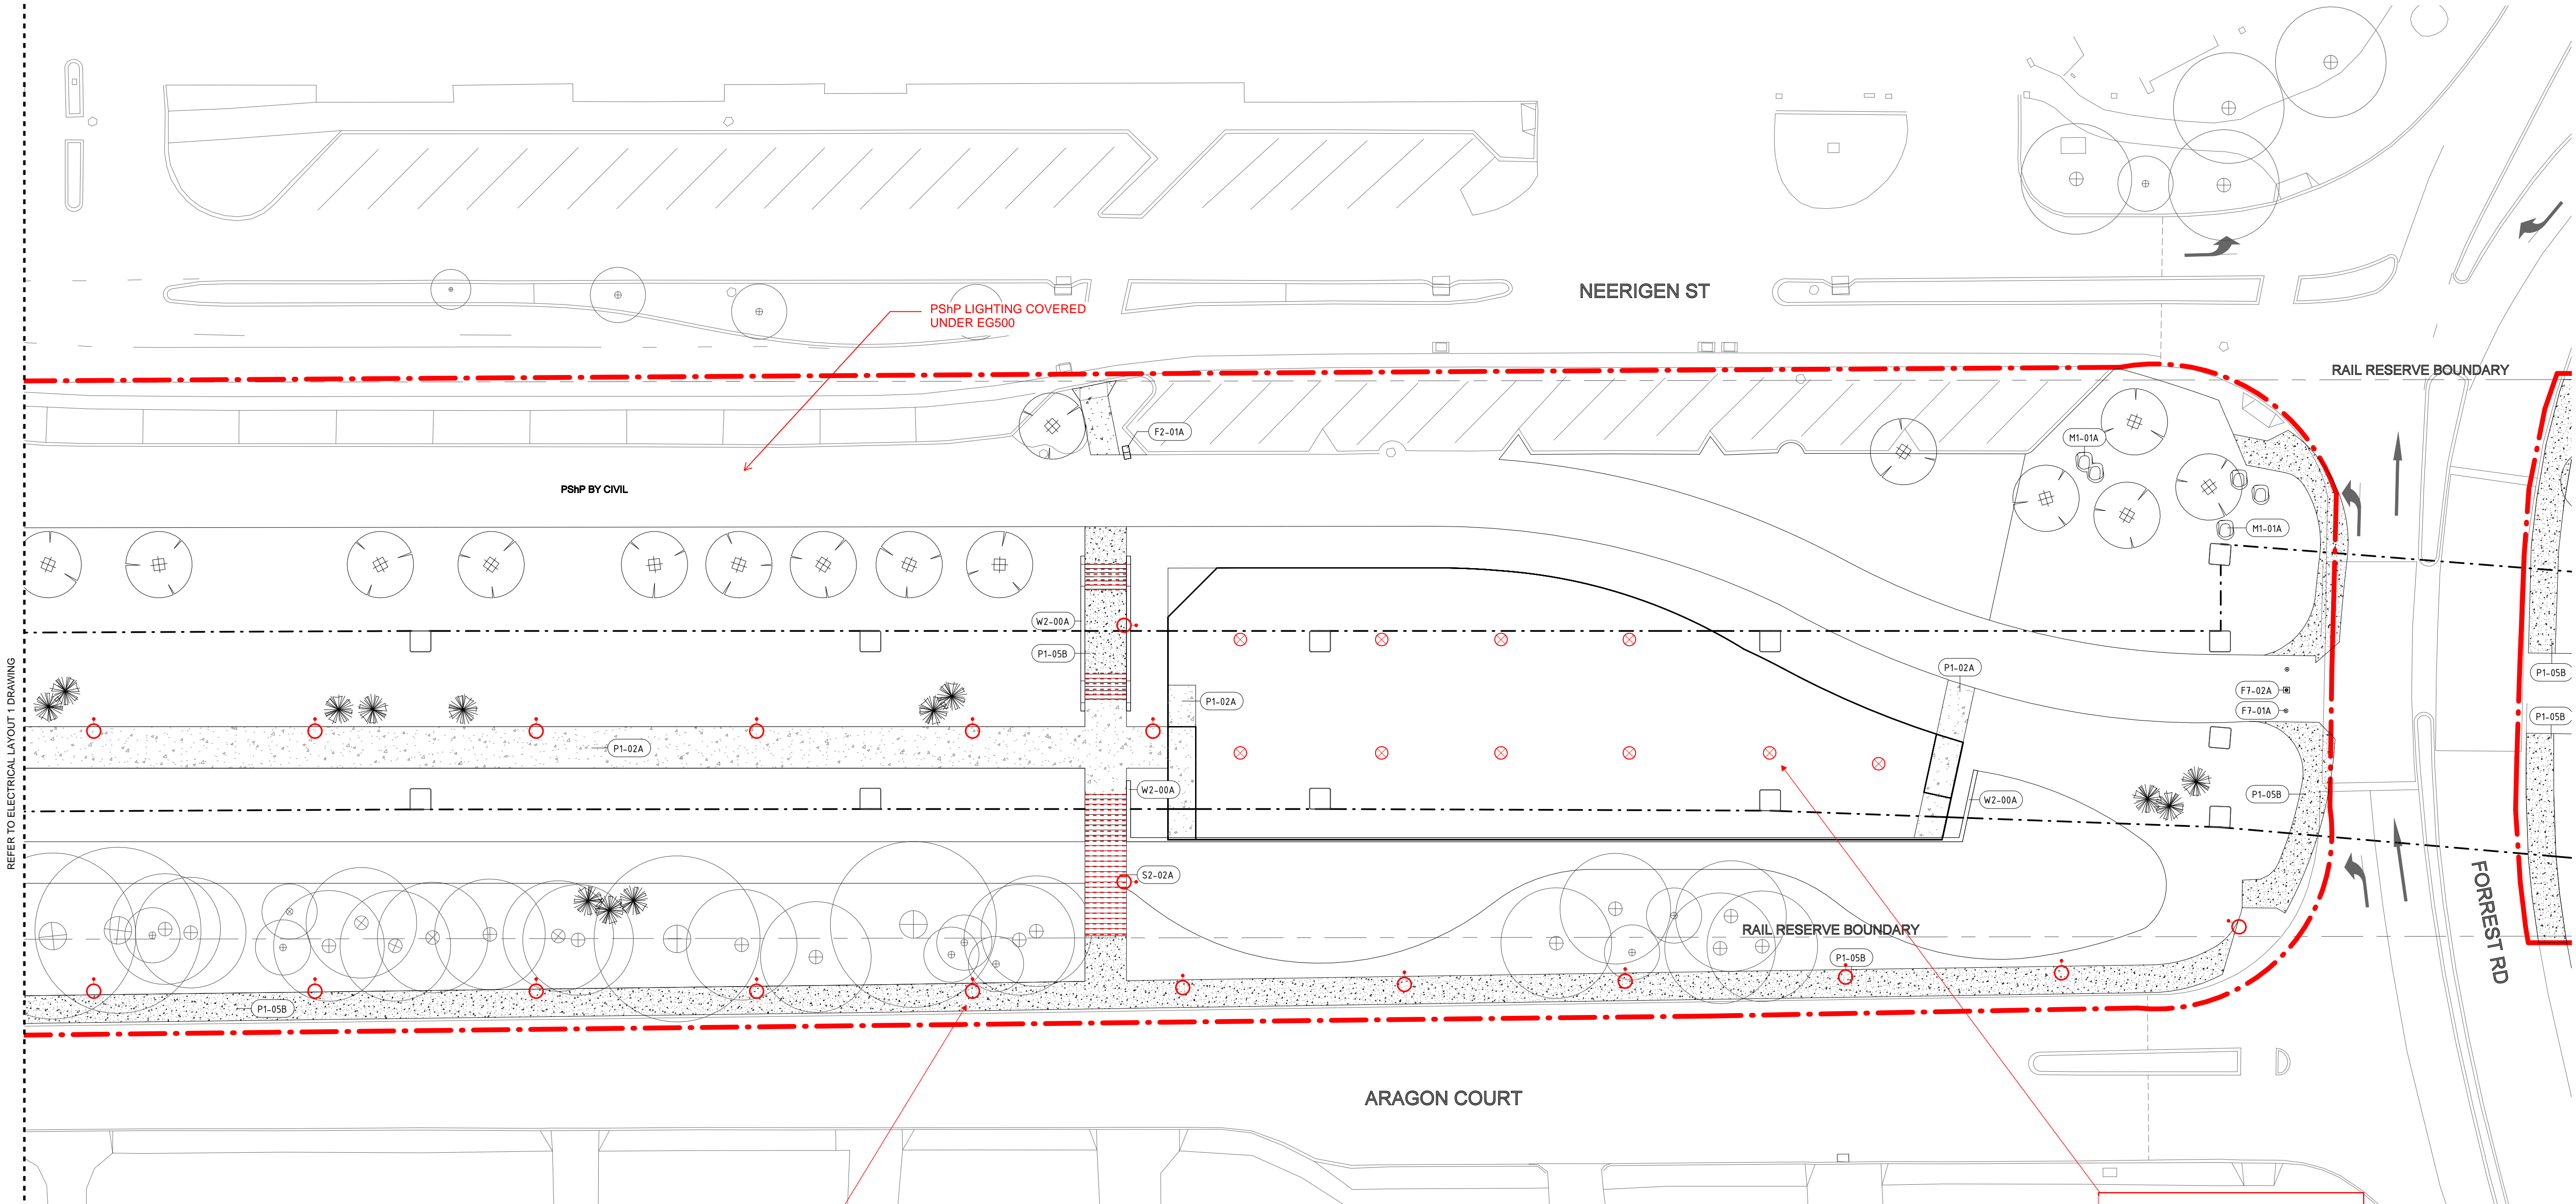 NEERIGEN ST
PShP LIGHTING COVERED
UNDER EG500
RAIL RESERVE BOUNDARY
F2-01A
M1-01A
PShP BY CIVIL
M1-01A
W2-00A
P1-05B
P1-02A
P1-05B
F7-02A
P1-02A
F7-01A
P1-05B
P1-02A
W2-00A
W2-00A
P1-05B
REFER TO ELECTRICAL LAYOUT 1 DRAWING
S2-02A
FORREST RD
RAIL RESERVE BOUNDARY
P1-05B
P1-05B
ARAGON COURT